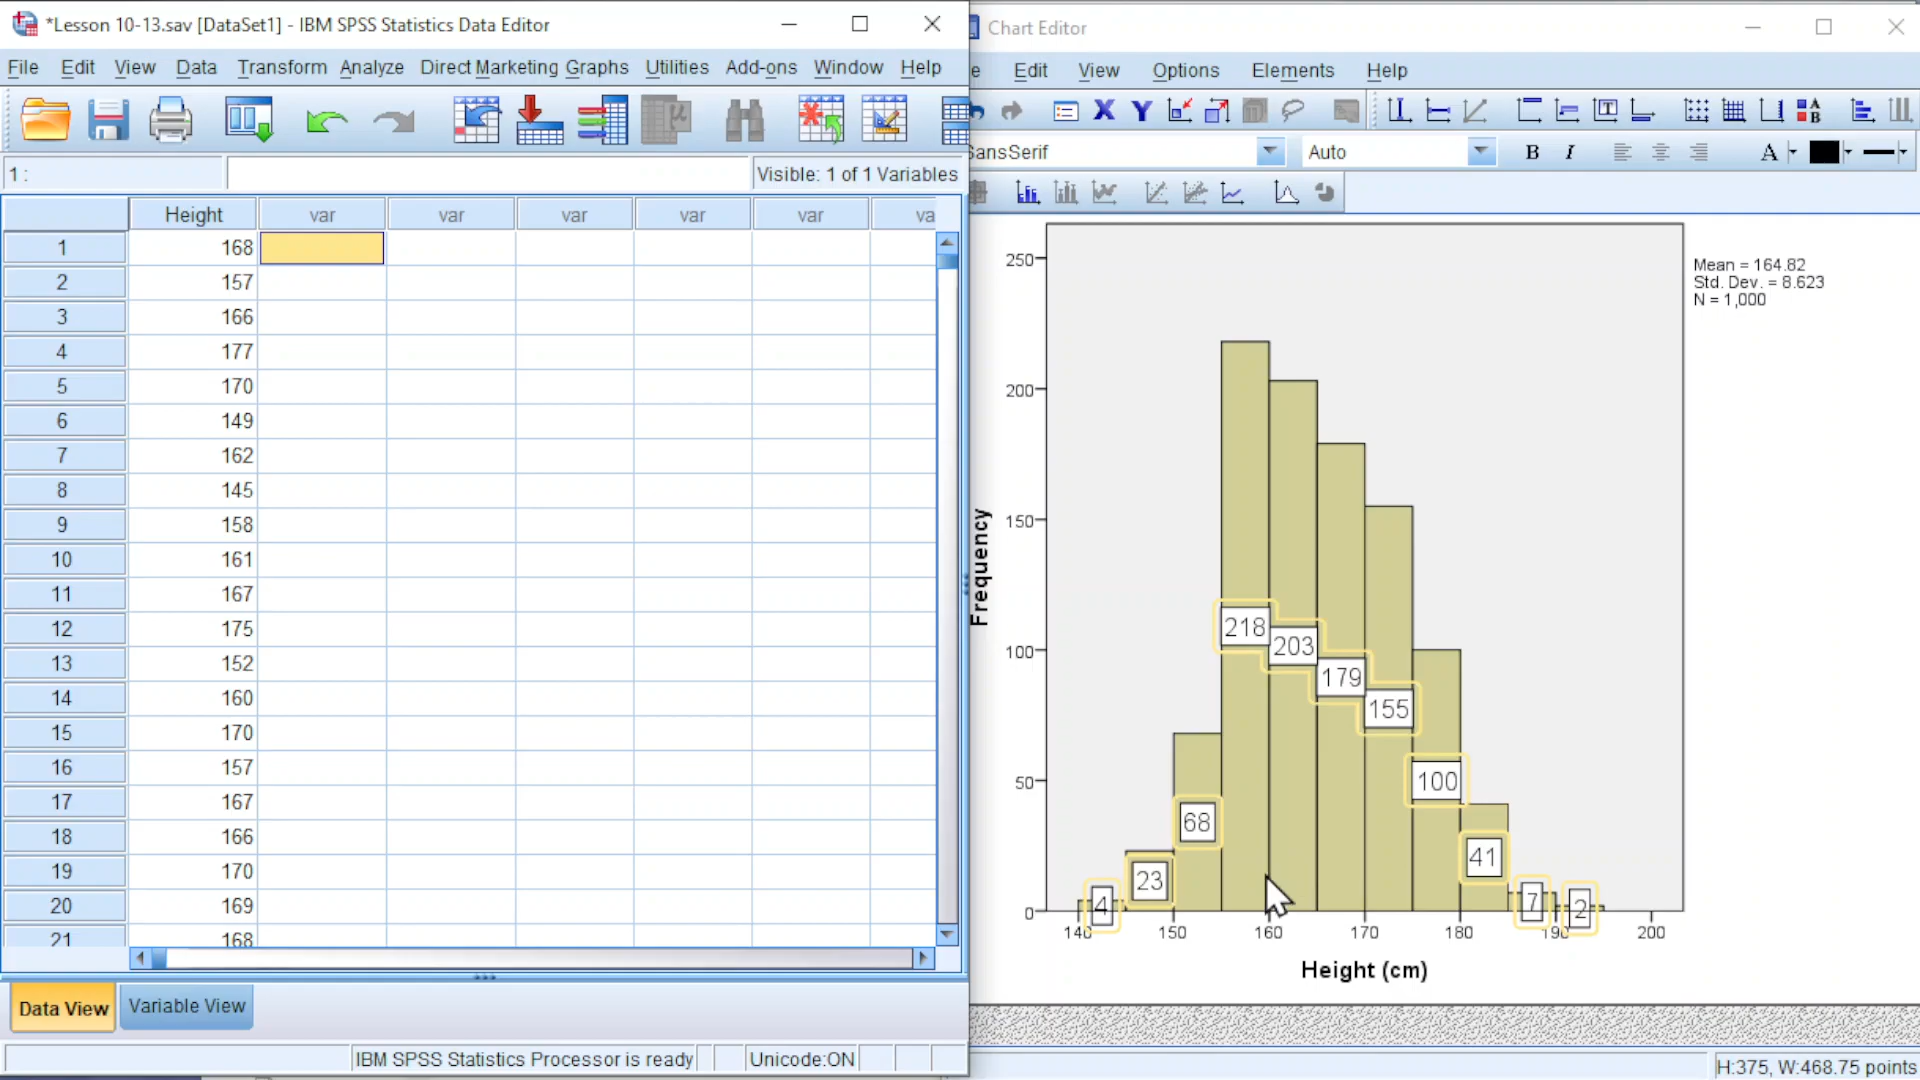 *Lesson 10-13.sav [DataSet1] - IBM SPSS Statistics Data Editor
File Edit View Data Transform Analyze Direct Marketing Graphs Utilities Add-ons Window Help
1 :
Visible: 1 of 1 Variables
Height var var var var var va
1 168
2 157
3 166
4 177
5 170
6 149
7 162
8 145
9 158
10 161
11 167
12 175
13 152
14 160
15 170
16 157
17 167
18 166
19 170
20 169
21 168
Data View Variable View
IBM SPSS Statistics Processor is ready Unicode:ON
Chart Editor
e Edit View Options Elements Help
X Y
SansSerif Auto B I A
250
200
150
100
50
0
Frequency
Mean = 164.82
Std. Dev. = 8.623
N = 1,000
218
203
179
155
100
68
41
23
4
7
2
140 150 160 170 180 190 200
Height (cm)
H:375, W:468.75 points